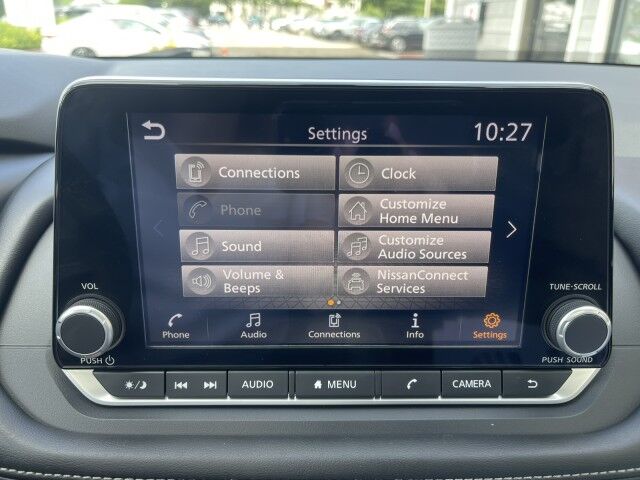 Settings
10:27
Connections
Clock
Phone
Customize
Home Menu
Sound
Customize
Audio Sources
Volume &
Beeps
NissanConnect
Services
Phone
Audio
Connections
Info
Settings
VOL
PUSH
TUNE·SCROLL
PUSH SOUND
AUDIO
MENU
CAMERA